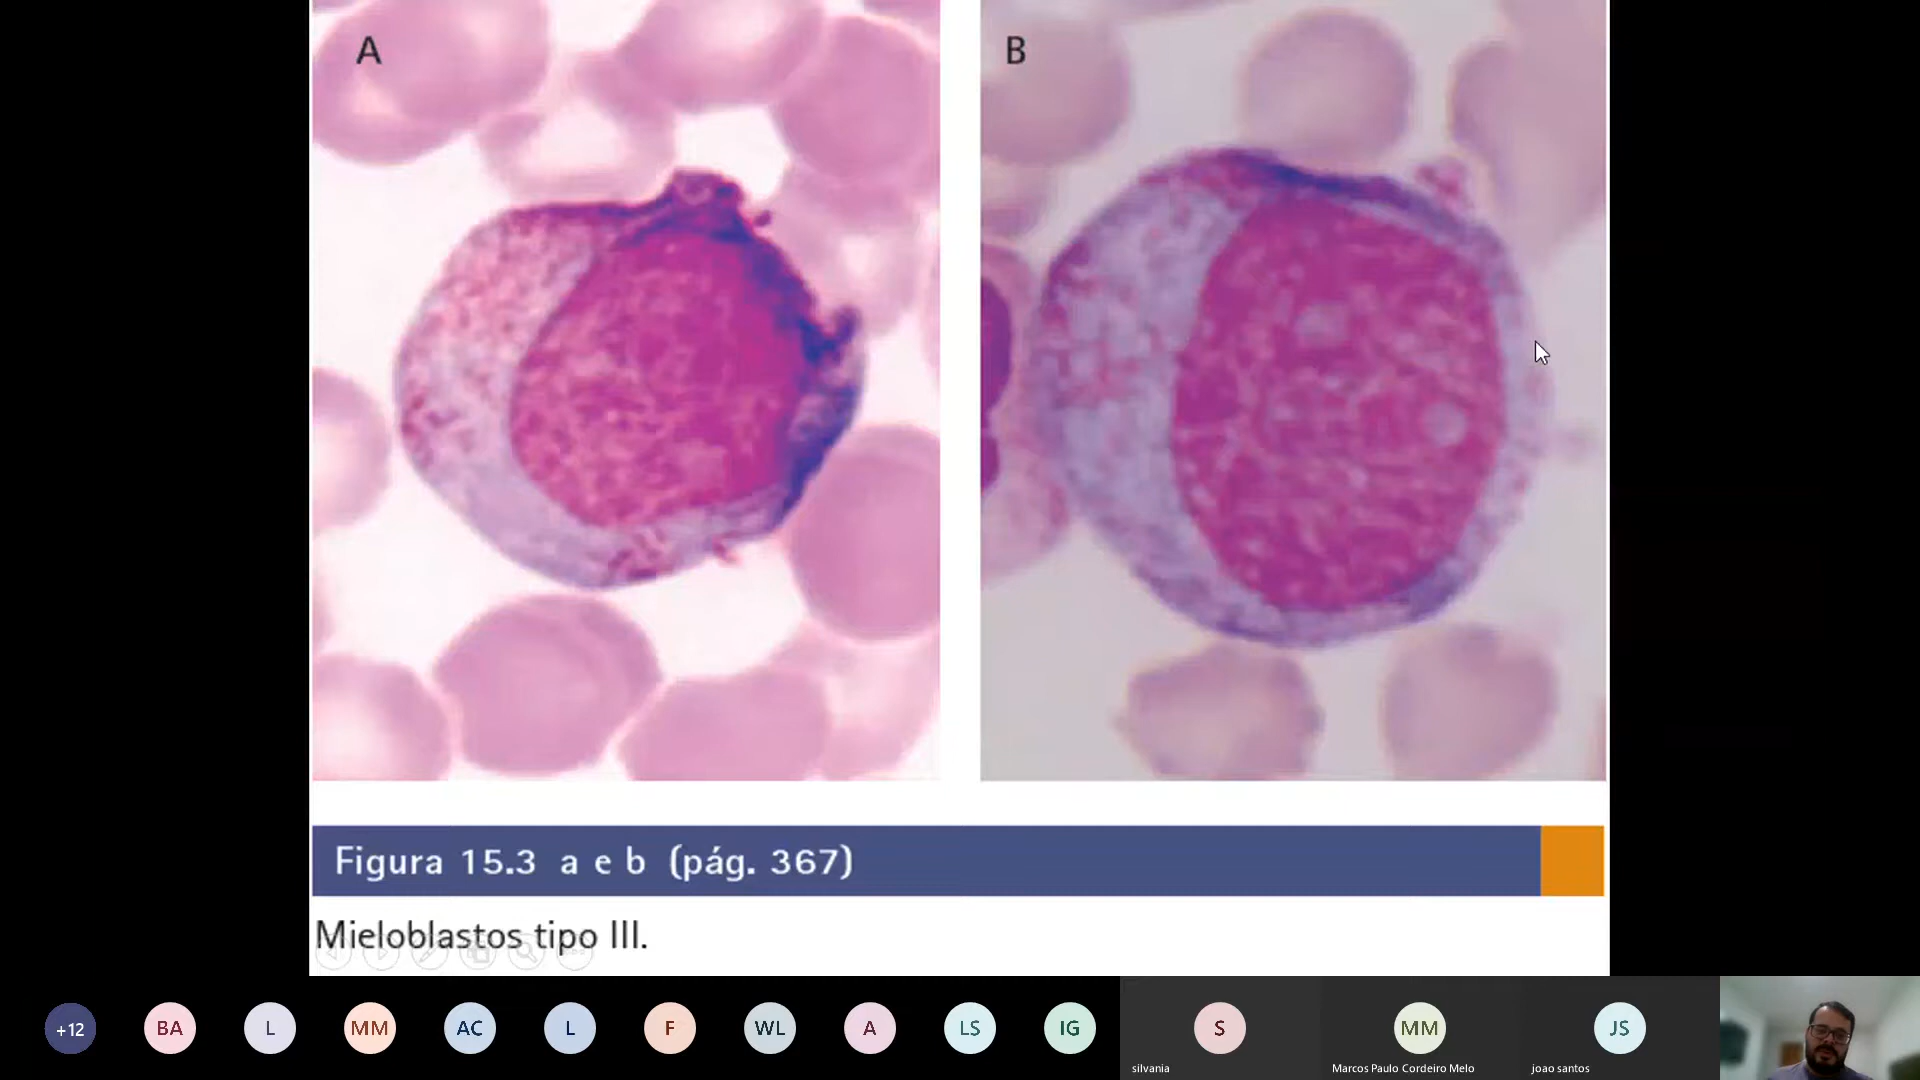 A
B
Figura 15.3 a e b (pág. 367)
Mieloblastos tipo III.
+12
BA
L
MM
AC
L
F
WL
A
LS
IG
S
MM
JS
silvania
Marcos Paulo Cordeiro Melo
joao santos